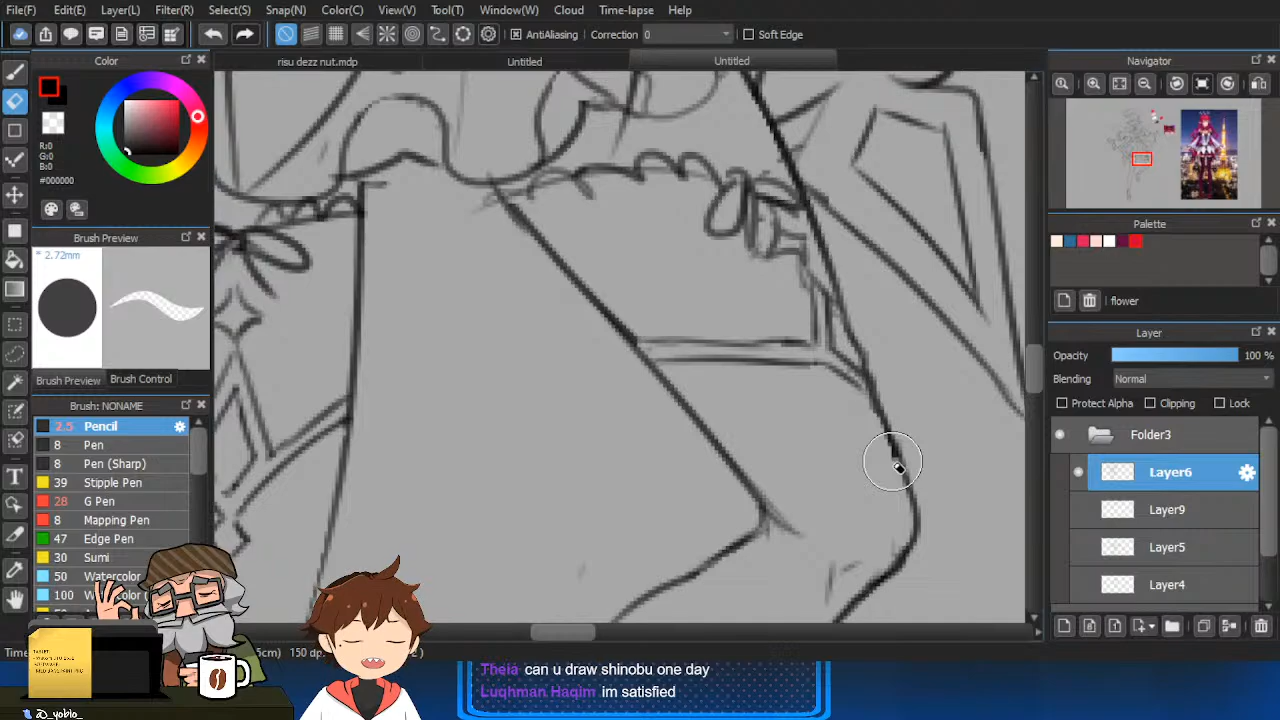 File(F) Edit(E) Layer(L) Filter(R) Select(S) Snap(N) Color(C) View(V) Tool(T) Window(W) Cloud Time-lapse Help
AntiAliasing Correction 0 Soft Edge
Color
risu dezz nut.mdp Untitled Untitled
Navigator
R:0
G:0
B:0
#000000
Palette
Brush Preview
2.72mm
flower
Layer
Opacity 100 %
Blending Normal
Brush Preview Brush Control
Protect Alpha Clipping Lock
Brush: NONAME
2.5 Pencil
8 Pen
8 Pen (Sharp)
39 Stipple Pen
28 G Pen
8 Mapping Pen
47 Edge Pen
30 Sumi
50 Watercolor
100
Folder3
Layer6
Layer9
Layer5
Layer4
5cm) 150
Theia can u draw shinobu one day
Luqhman Haqim im satisfied